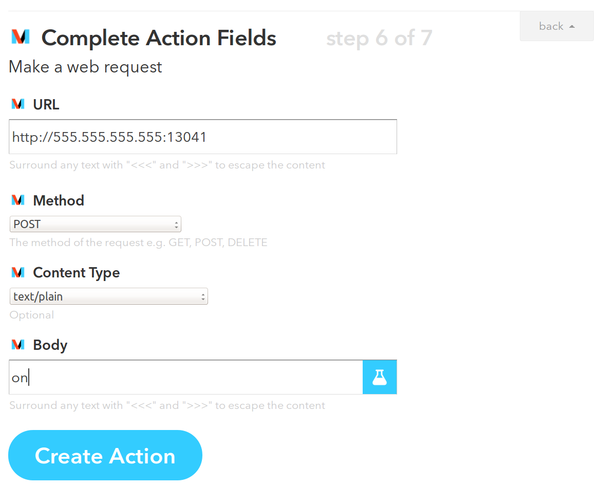 back
Complete Action Fields step 6 of 7
Make a web request
URL
http://555.555.555.555:13041
Surround any text with "<<<" and ">>>" to escape the content
Method
POST
The method of the request e.g. GET, POST, DELETE
Content Type
text/plain
Optional
Body
on
Surround any text with "<<<" and ">>>" to escape the content
Create Action